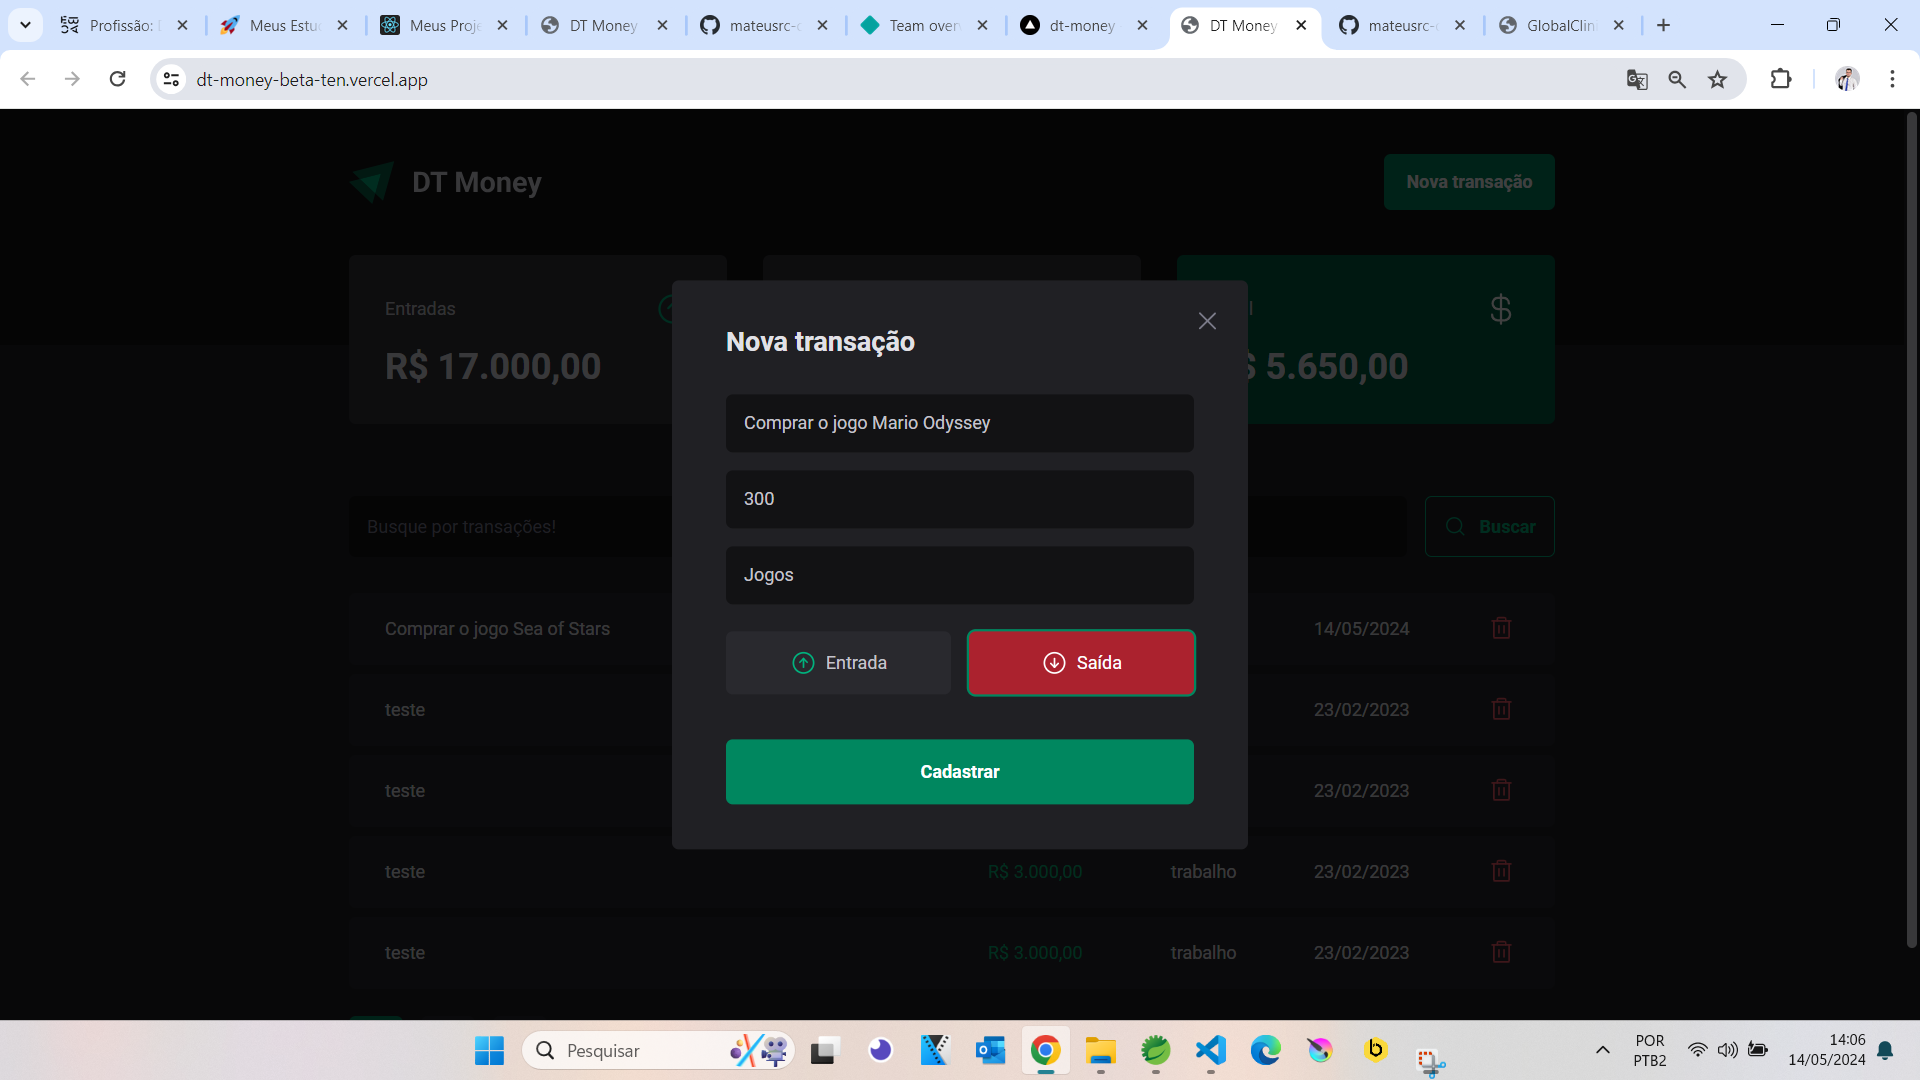 Profissão: D
Meus Estud
Meus Proje
DT Money
mateusrc-d
Team overv
dt-money
DT Money
mateusrc-d
GlobalClini
dt-money-beta-ten.vercel.app
DT Money
Nova transação
Entradas
R$ 17.000,00
l
$ 5.650,00
Nova transação
Comprar o jogo Mario Odyssey
300
Jogos
Entrada
Saída
Cadastrar
Busque por transações!
Buscar
Comprar o jogo Sea of Stars 14/05/2024
teste 23/02/2023
teste 23/02/2023
teste R$ 3.000,00 trabalho 23/02/2023
teste R$ 3.000,00 trabalho 23/02/2023
Pesquisar
POR
PTB2
14:06
14/05/2024